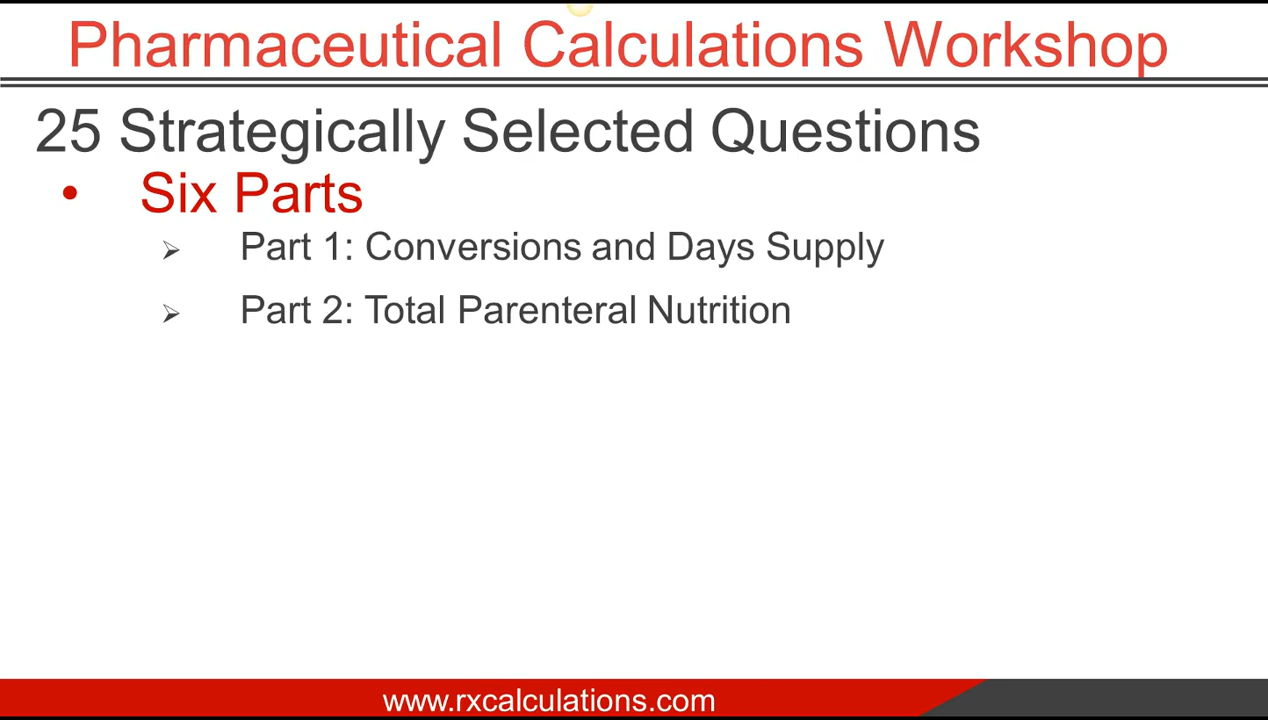 Pharmaceutical Calculations Workshop
25 Strategically Selected Questions
• Six Parts
➢ Part 1: Conversions and Days Supply
➢ Part 2: Total Parenteral Nutrition
www.rxcalculations.com